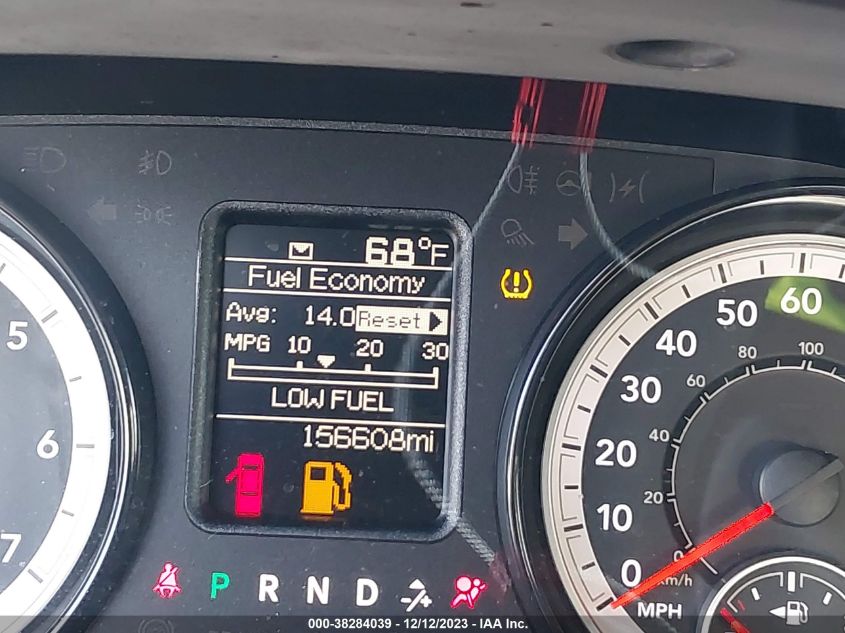 68°F
Fuel Economy
Avg: 14.0 Reset
MPG 10 20 30
LOW FUEL
156608mi
5
6
7
P R N D
0 10 20 30 40 50 60
0 20 40 60 80 100
km/h
MPH
000-38284039 - 12/12/2023 - IAA Inc.